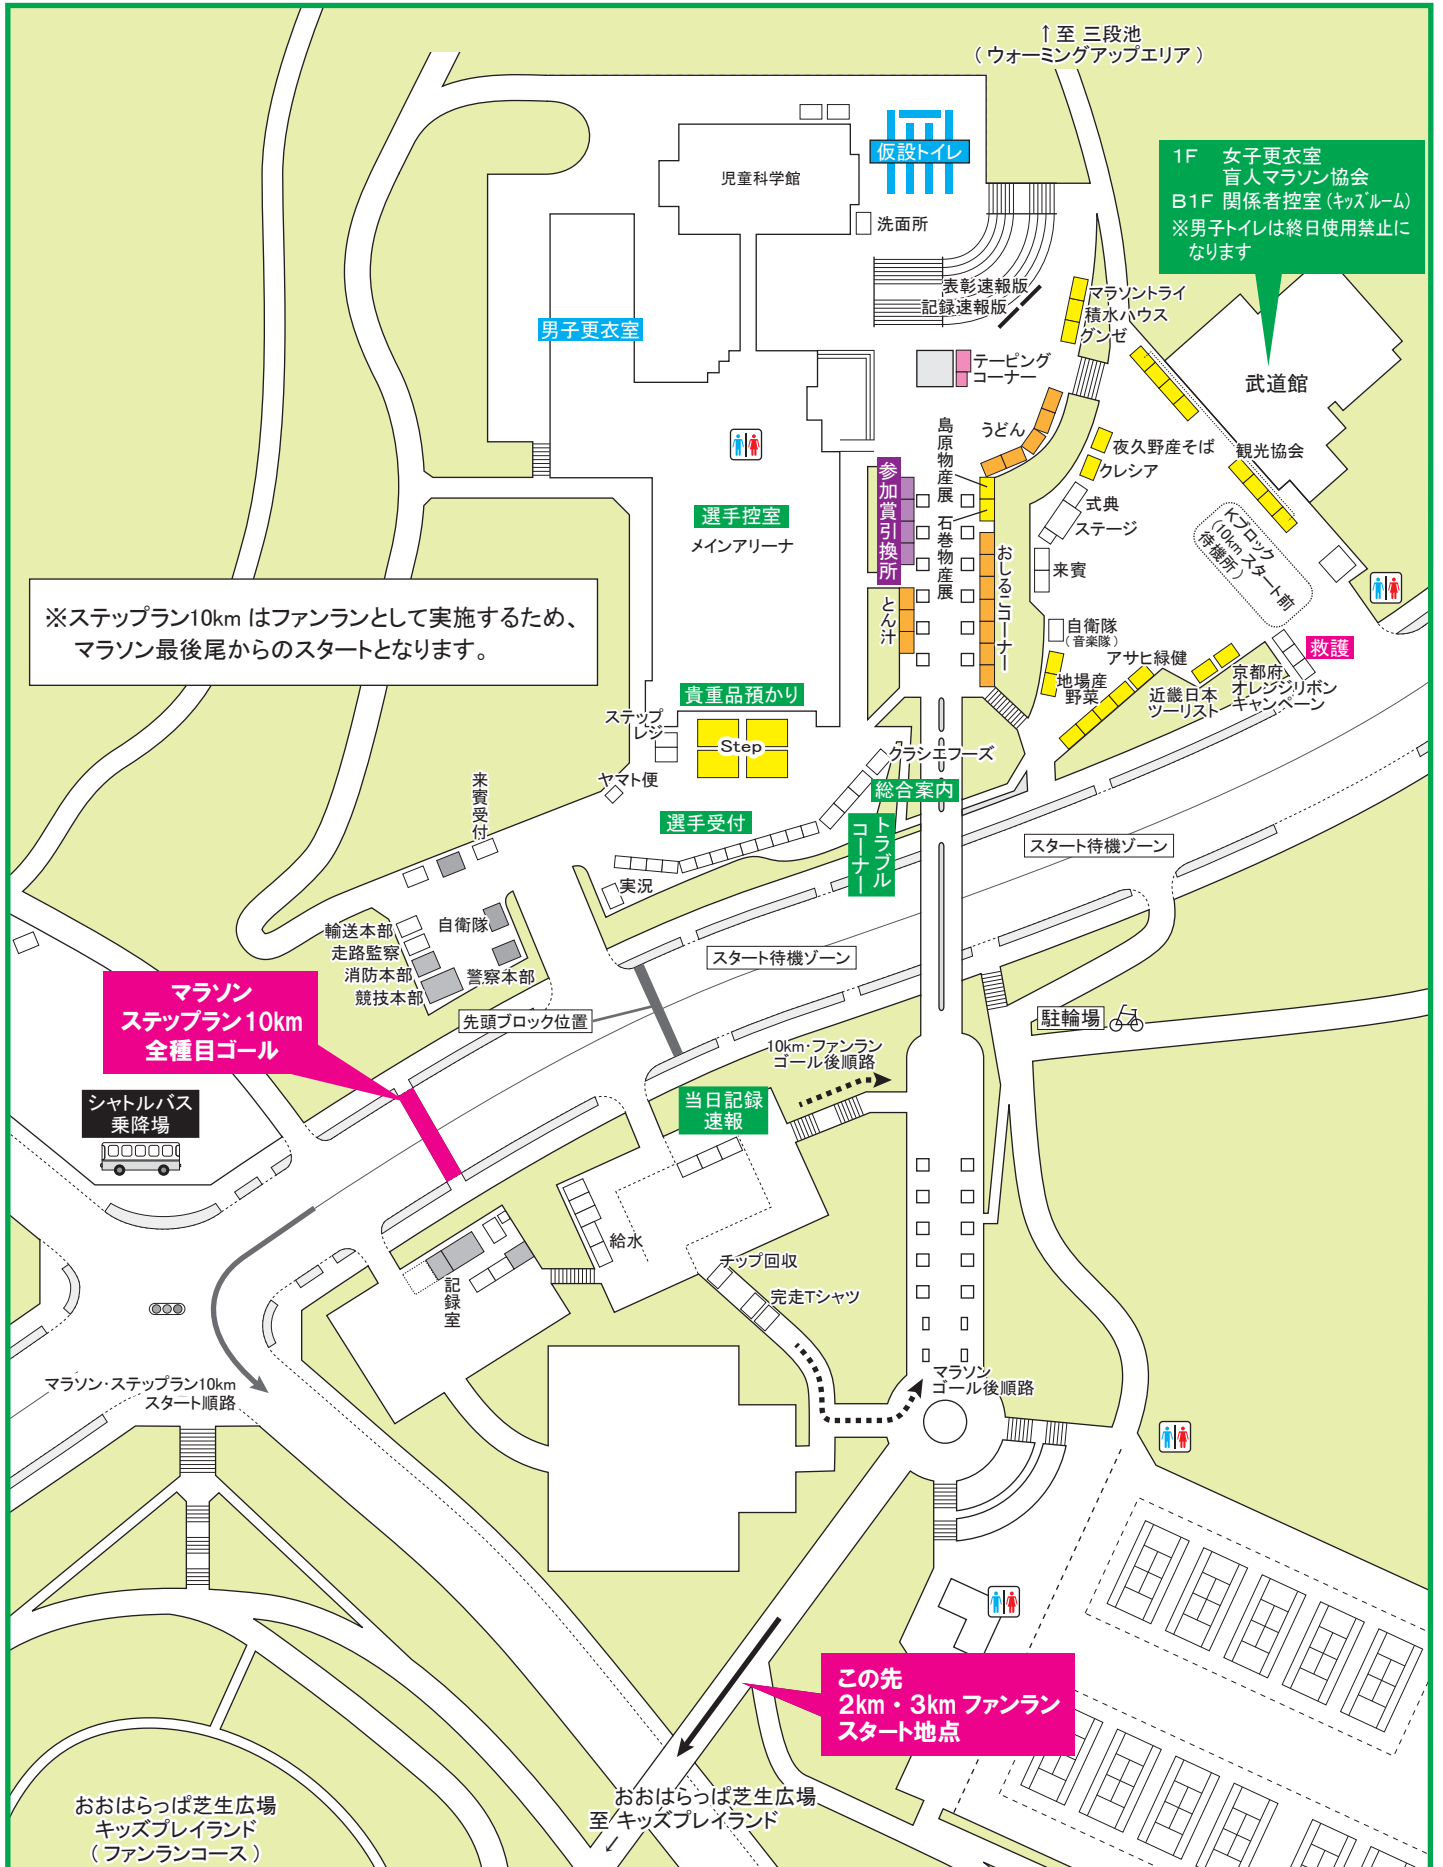 ↑至 三段池
（ウォーミングアップエリア）
仮設トイレ
児童科学館
洗面所
1F　女子更衣室
盲人マラソン協会
B1F 関係者控室(キッズルーム)
※男子トイレは終日使用禁止に
なります
表彰速報版
記録速報版
マラソントライ
積水ハウス
グンゼ
男子更衣室
テーピング
コーナー
武道館
うどん
島原物産展
石巻物産展
夜久野産そば
クレシア
観光協会
参加賞引換所
式典
ステージ
選手控室
メインアリーナ
Kブロック
(10kmスタート前
待機所)
おしるこコーナー
来賓
とん汁
※ステップラン10km はファンランとして実施するため、
マラソン最後尾からのスタートとなります。
自衛隊
（音楽隊）
救護
アサヒ緑健
地場産
野菜
近畿日本
ツーリスト
京都府
オレンジリボン
キャンペーン
貴重品預かり
ステップ
レジ
Step
クラシエフーズ
ヤマト便
総合案内
来賓受付
選手受付
トラブル
コーナー
スタート待機ゾーン
実況
輸送本部
走路監察
消防本部
競技本部
自衛隊
警察本部
スタート待機ゾーン
マラソン
ステップラン10km
全種目ゴール
先頭ブロック位置
駐輪場
10km・ファンラン
ゴール後順路
シャトルバス
乗降場
当日記録
速報
給水
チップ回収
記録室
完走Tシャツ
マラソン・ステップラン10km
スタート順路
マラソン
ゴール後順路
この先
2km・3km ファンラン
スタート地点
おおはらっぱ芝生広場
キッズプレイランド
（ファンランコース）
おおはらっぱ芝生広場
至 キッズプレイランド
↙